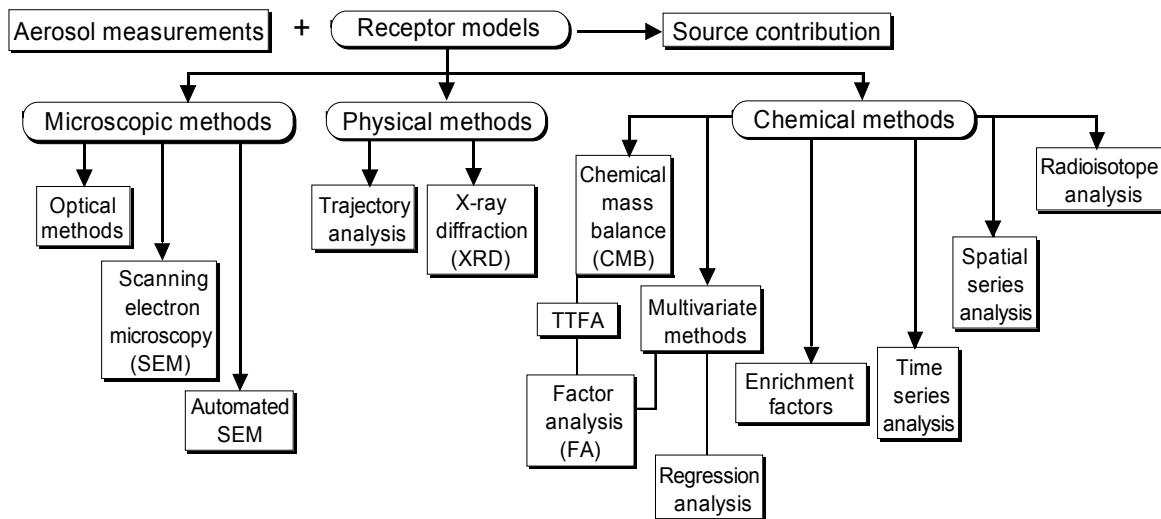 Aerosol measurements + Receptor models Source contribution
Microscopic methods
Physical methods
Chemical methods
Optical
methods
Scanning
electron
microscopy
(SEM)
Automated
SEM
Trajectory
analysis
X-ray
diffraction
(XRD)
Chemical
mass
balance
(CMB)
TTFA
Factor
analysis
(FA)
Multivariate
methods
Regression
analysis
Enrichment
factors
Time
series
analysis
Spatial
series
analysis
Radioisotope
analysis